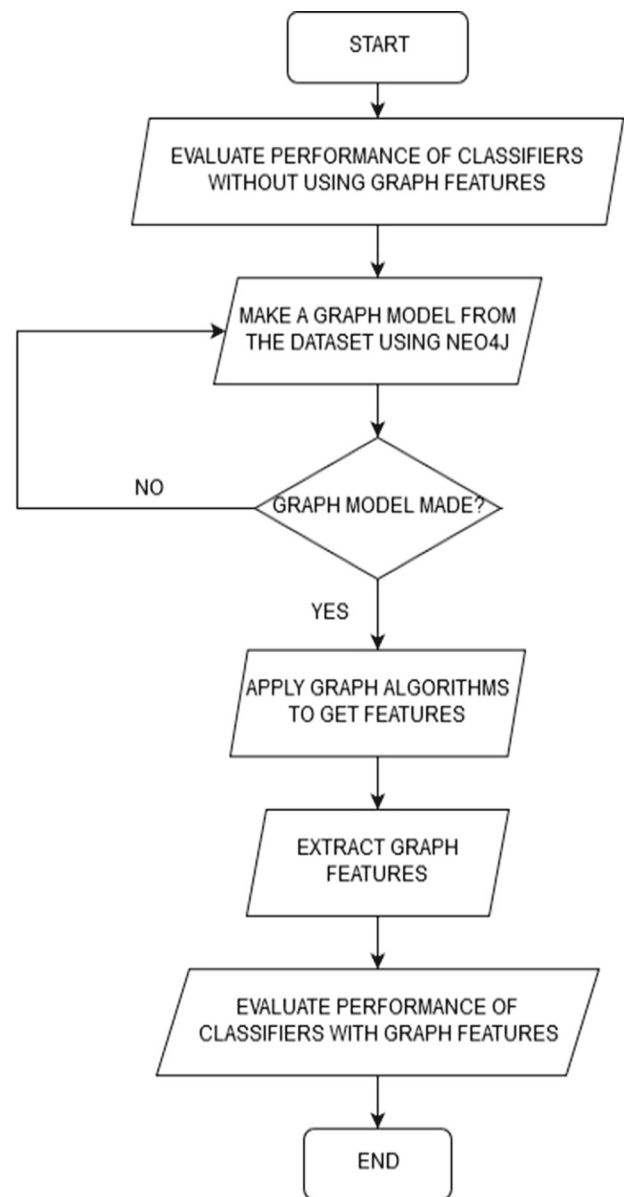 START
EVALUATE PERFORMANCE OF CLASSIFIERS
WITHOUT USING GRAPH FEATURES
MAKE A GRAPH MODEL FROM
THE DATASET USING NEO4J
NO
GRAPH MODEL MADE?
YES
APPLY GRAPH ALGORITHMS
TO GET FEATURES
EXTRACT GRAPH
FEATURES
EVALUATE PERFORMANCE OF
CLASSIFIERS WITH GRAPH FEATURES
END